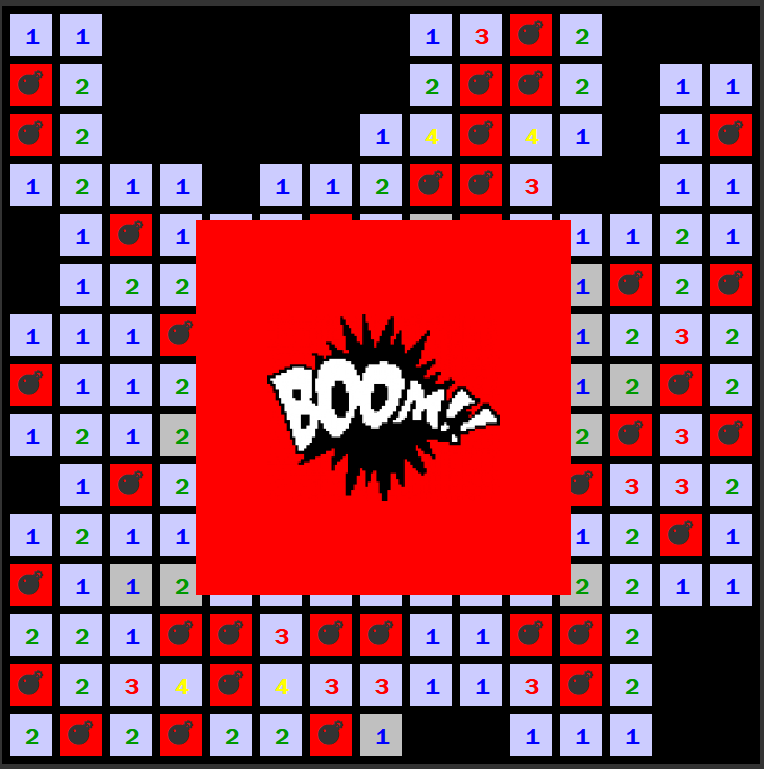 1 1 1 3 2
2 2 2 1 1
2 1 4 4 1 1
1 2 1 1 1 1 2 3 1 1
1 1 1 1 2 1
1 2 2 1 2
1 1 1 1 2 3 2
1 1 2 1 2 2
1 2 1 2 2 3
1 2 3 3 2
1 2 1 1 1 2 1
1 1 2 2 2 1 1
2 2 1 3 1 1 2
2 3 4 4 3 3 1 1 3 2
2 2 2 2 1 1 1 1
BOOM!!